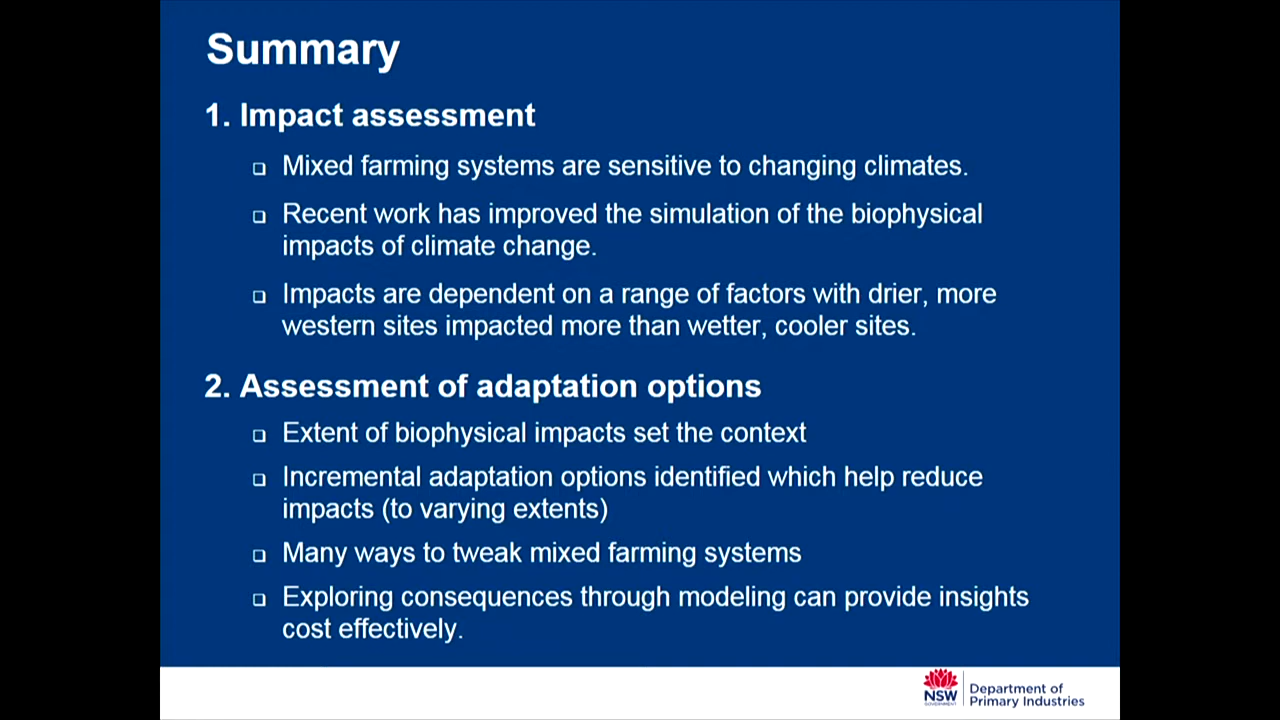 Summary
1. Impact assessment
Mixed farming systems are sensitive to changing climates.
Recent work has improved the simulation of the biophysical
impacts of climate change.
Impacts are dependent on a range of factors with drier, more
western sites impacted more than wetter, cooler sites.
2. Assessment of adaptation options
Extent of biophysical impacts set the context
Incremental adaptation options identified which help reduce
impacts (to varying extents)
Many ways to tweak mixed farming systems
Exploring consequences through modeling can provide insights
cost effectively.
NSW
GOVERNMENT
Department of
Primary Industries